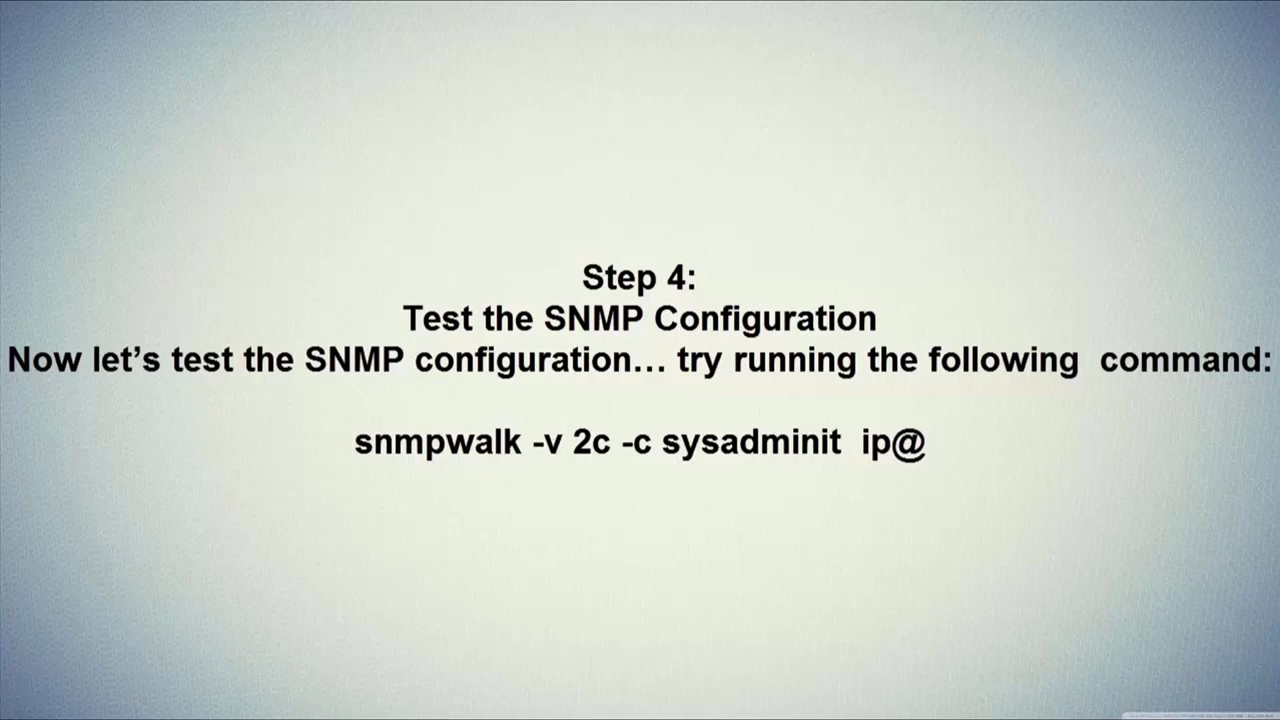 Step 4:
Test the SNMP Configuration
Now let’s test the SNMP configuration… try running the following  command:
snmpwalk -v 2c -c sysadminit  ip@